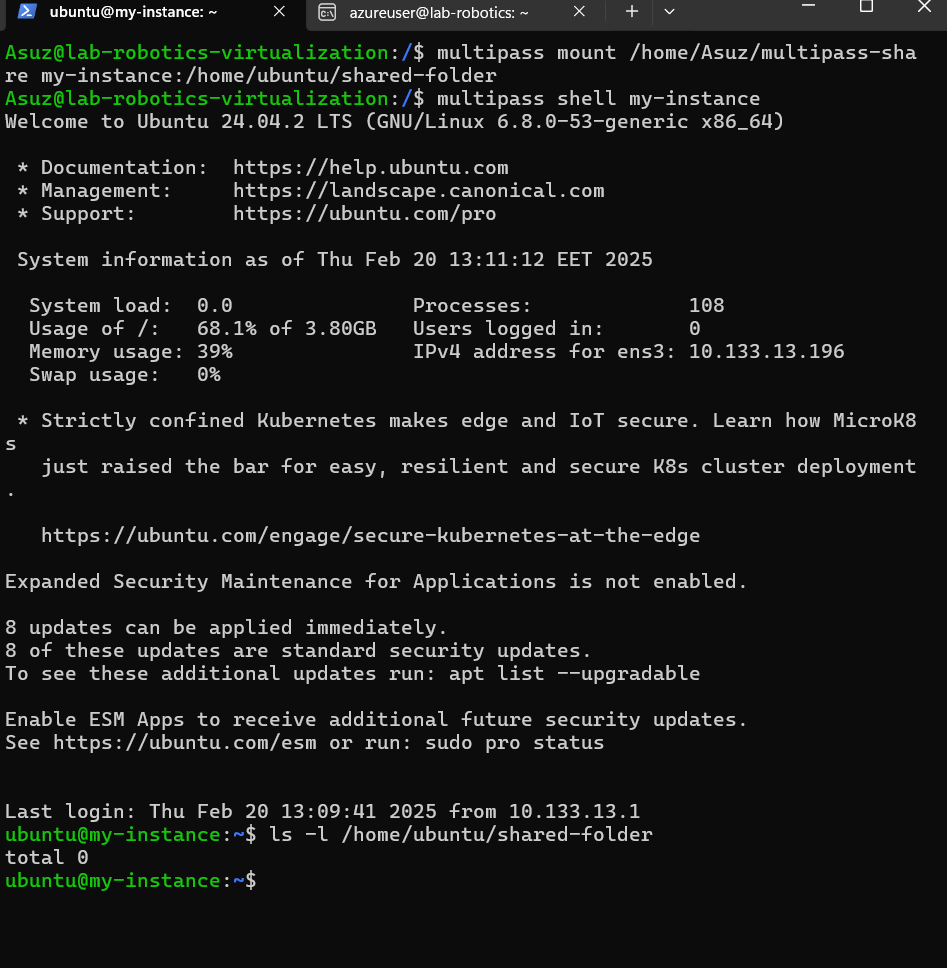 ubuntu@my-instance: ~
azureuser@lab-robotics: ~
Asuz@lab-robotics-virtualization:/$ multipass mount /home/Asuz/multipass-sha
re my-instance:/home/ubuntu/shared-folder
Asuz@lab-robotics-virtualization:/$ multipass shell my-instance
Welcome to Ubuntu 24.04.2 LTS (GNU/Linux 6.8.0-53-generic x86_64)
* Documentation:  https://help.ubuntu.com
* Management:     https://landscape.canonical.com
* Support:        https://ubuntu.com/pro
System information as of Thu Feb 20 13:11:12 EET 2025
System load:  0.0               Processes:             108
Usage of /:   68.1% of 3.80GB   Users logged in:       0
Memory usage: 39%               IPv4 address for ens3: 10.133.13.196
Swap usage:   0%
* Strictly confined Kubernetes makes edge and IoT secure. Learn how MicroK8
s
just raised the bar for easy, resilient and secure K8s cluster deployment
.
https://ubuntu.com/engage/secure-kubernetes-at-the-edge
Expanded Security Maintenance for Applications is not enabled.
8 updates can be applied immediately.
8 of these updates are standard security updates.
To see these additional updates run: apt list --upgradable
Enable ESM Apps to receive additional future security updates.
See https://ubuntu.com/esm or run: sudo pro status
Last login: Thu Feb 20 13:09:41 2025 from 10.133.13.1
ubuntu@my-instance:~$ ls -l /home/ubuntu/shared-folder
total 0
ubuntu@my-instance:~$